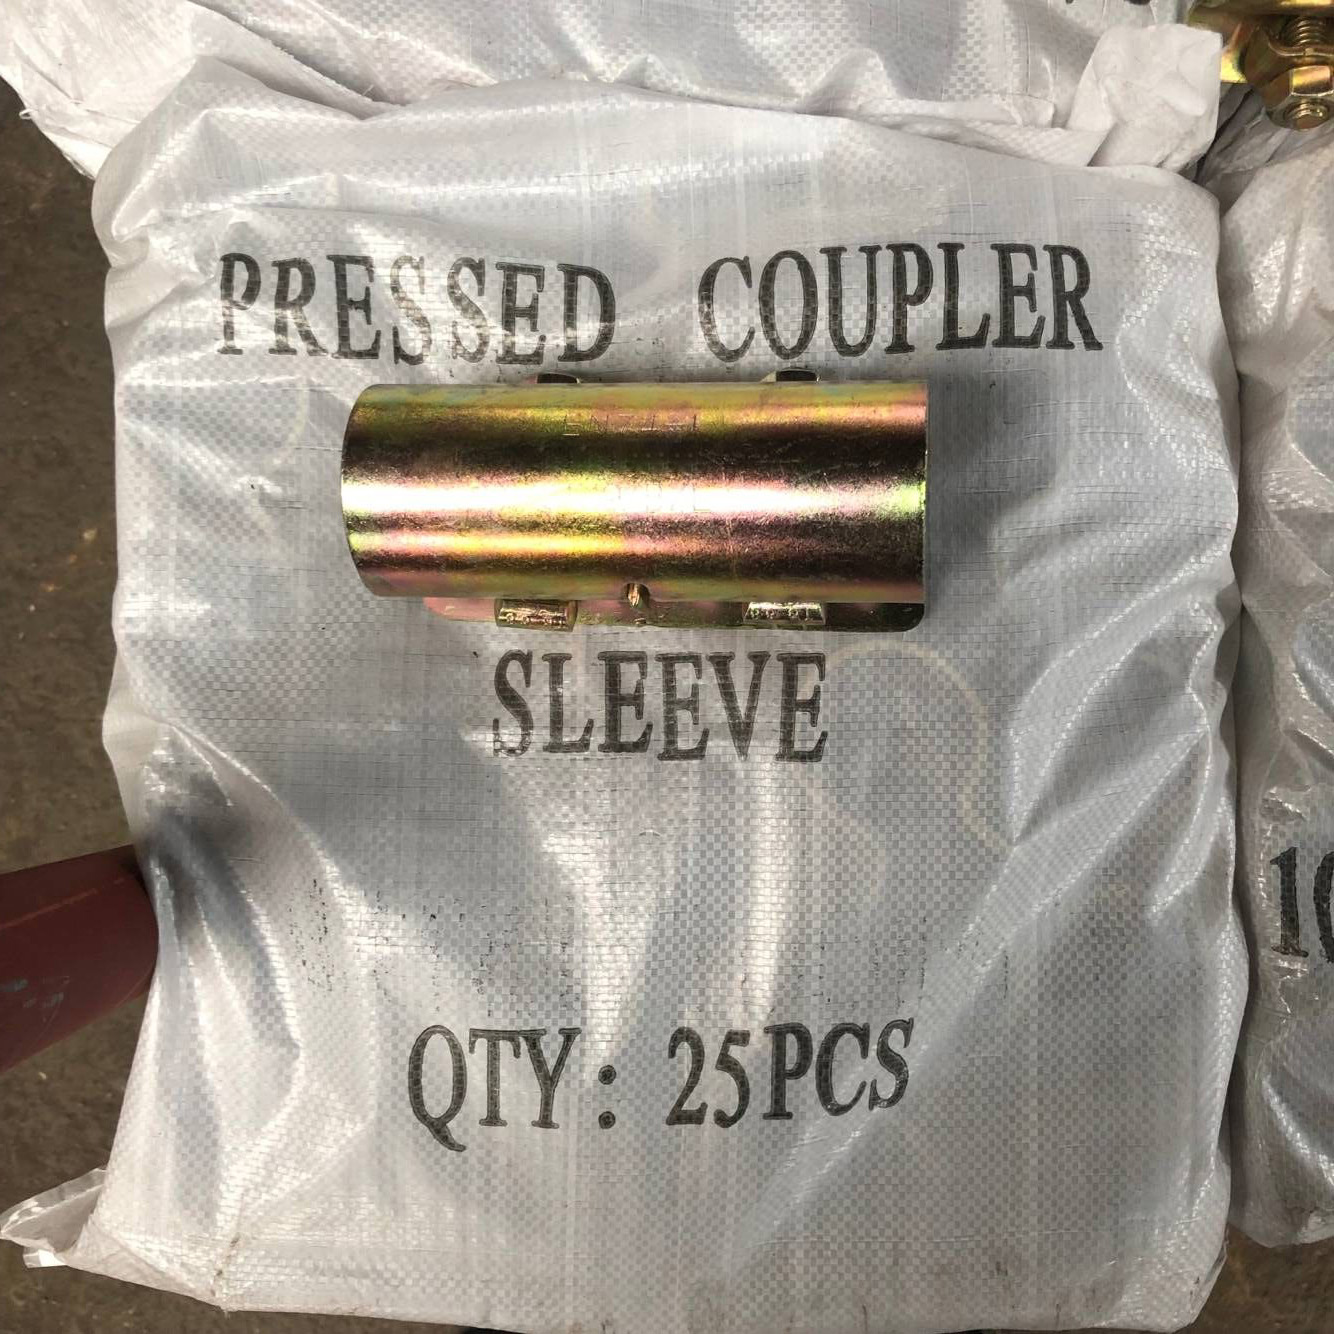 PRESSED COUPLER
SLEEVE
QTY: 25PCS